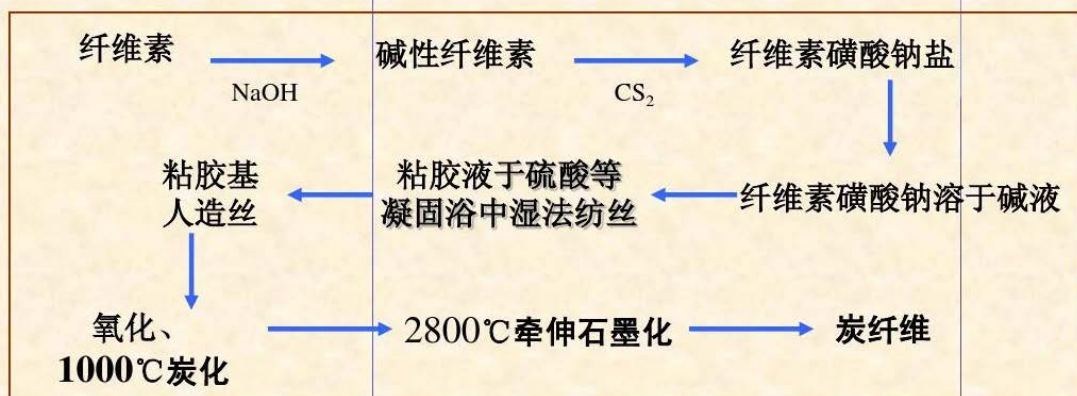 纤维素
碱性纤维素
纤维素磺酸钠盐
NaOH
CS₂
纤维素磺酸钠溶于碱液
粘胶液于硫酸等
凝固浴中湿法纺丝
粘胶基
人造丝
氧化、
1000℃炭化
2800℃牵伸石墨化
炭纤维